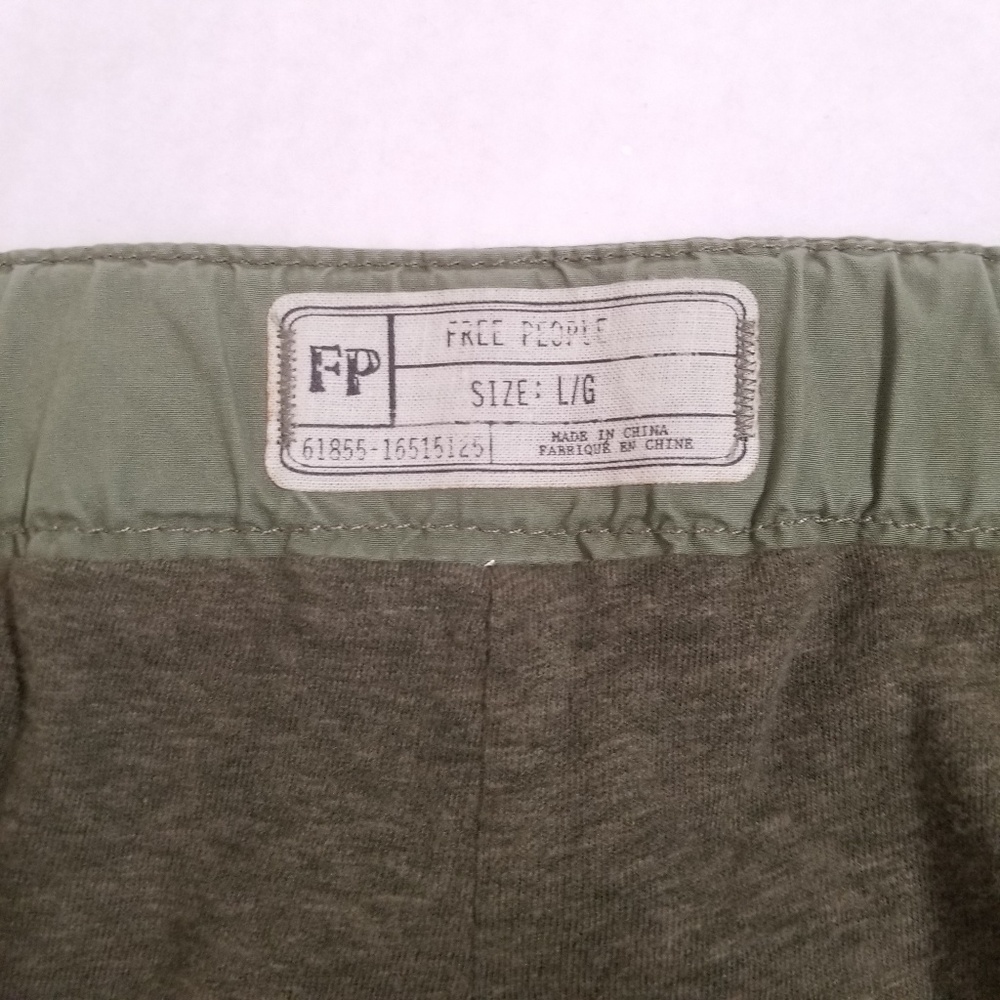 FP
FREE PEOPLE
SIZE: L/G
61855-16515125
MADE IN CHINA
FABRIQUÉ EN CHINE